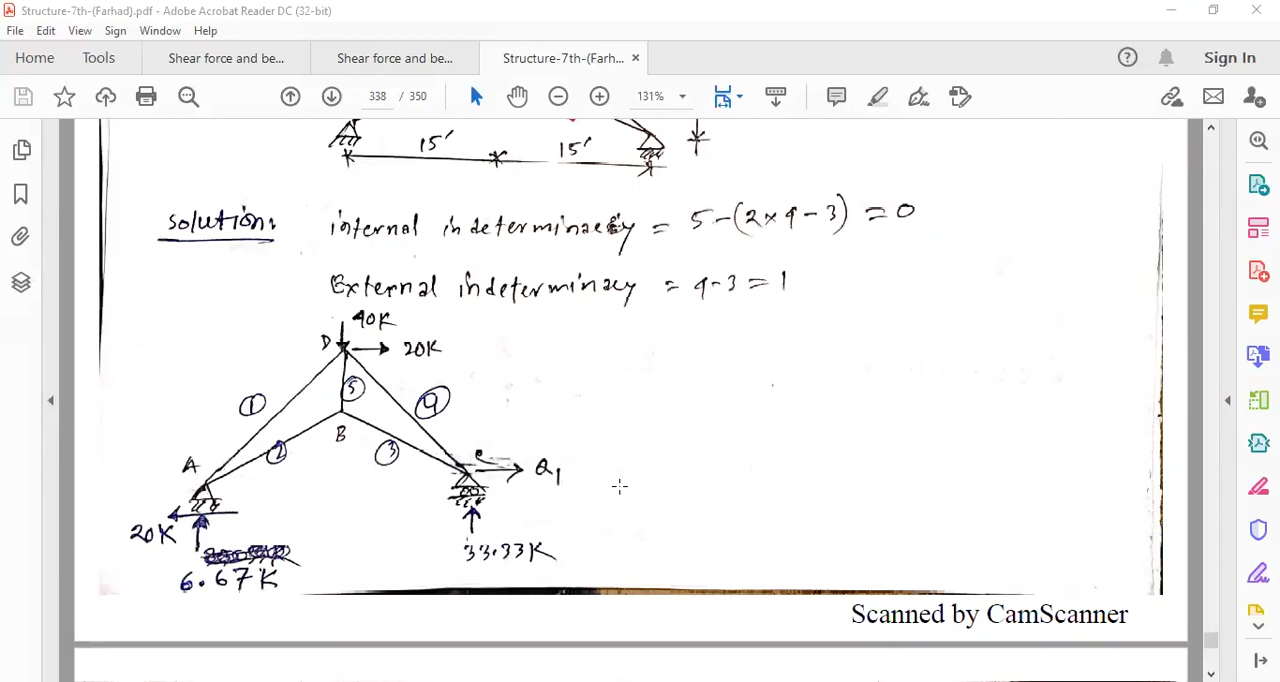 Structure-7th-(Farhad).pdf - Adobe Acrobat Reader DC (32-bit)
File Edit View Sign Window Help
Home Tools Shear force and be... Shear force and be... Structure-7th-(Farh... × Sign In
338 / 350 131%
15' 15'
solution: internal indeterminacy = 5-(2×4-3) = 0
External indeterminacy = 4-3 = 1
40K
D 20K
1 5 4
B
2 3
A C Q1
20K
33.33K
6.67K
Scanned by CamScanner